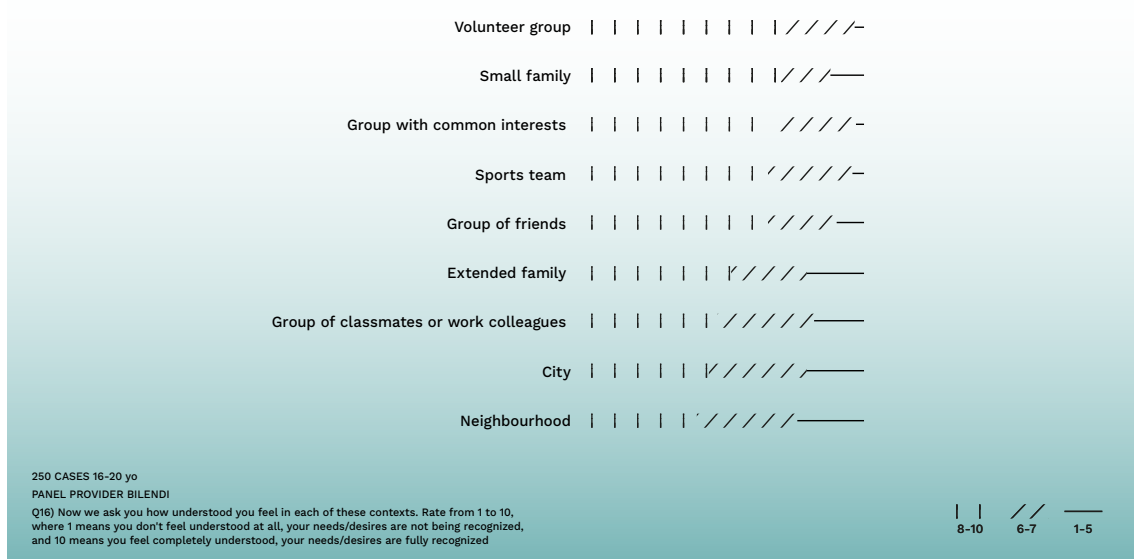 Volunteer group
Small family
Group with common interests
Sports team
Group of friends
Extended family
Group of classmates or work colleagues
City
Neighbourhood
250 CASES 16-20 yo
PANEL PROVIDER BILENDI
Q16) Now we ask you how understood you feel in each of these contexts. Rate from 1 to 10,
where 1 means you don't feel understood at all, your needs/desires are not being recognized,
and 10 means you feel completely understood, your needs/desires are fully recognized
8-10 6-7 1-5